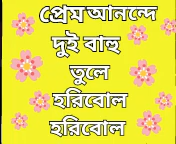 প্রেম আনন্দে
দুই বাহু
তুলে
হরিবোল
হরিবোল